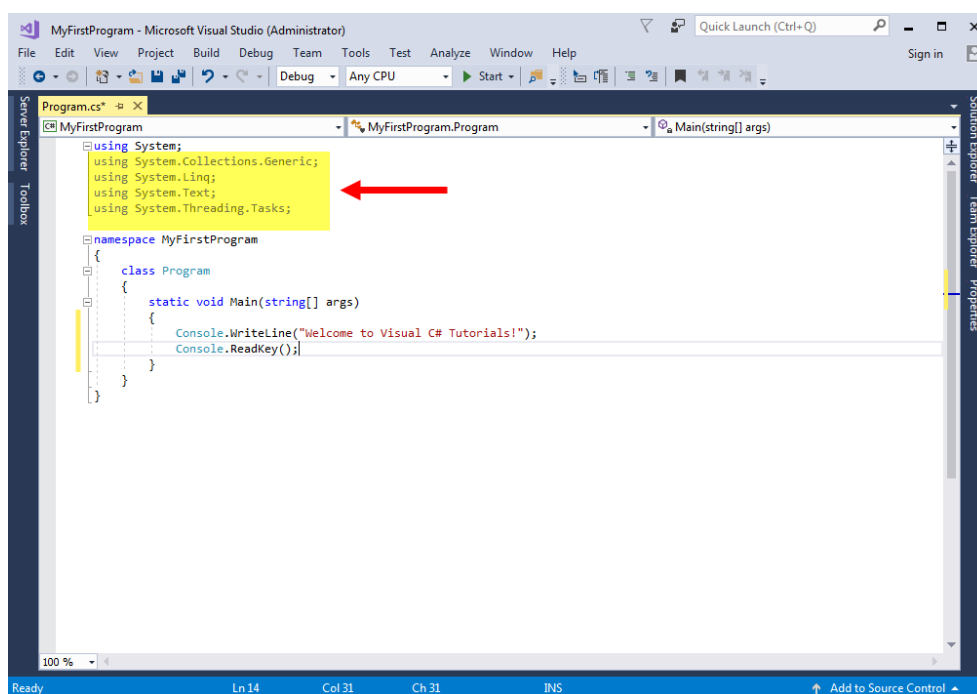 MyFirstProgram - Microsoft Visual Studio (Administrator)
Quick Launch (Ctrl+Q)
File Edit View Project Build Debug Team Tools Test Analyze Window Help
Sign in
Debug Any CPU Start
Server Explorer
Toolbox
Program.cs*
MyFirstProgram MyFirstProgram.Program Main(string[] args)
using System;
using System.Collections.Generic;
using System.Linq;
using System.Text;
using System.Threading.Tasks;
namespace MyFirstProgram
{
class Program
{
static void Main(string[] args)
{
Console.WriteLine("Welcome to Visual C# Tutorials!");
Console.ReadKey();
}
}
}
Solution Explorer
Team Explorer
Properties
100 %
Ready Ln 14 Col 31 Ch 31 INS Add to Source Control